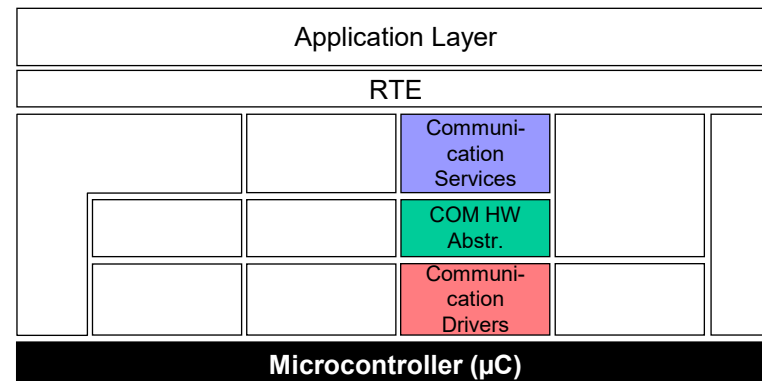 Application Layer
RTE
Communi-
cation
Services
COM HW
Abstr.
Communi-
cation
Drivers
Microcontroller (µC)